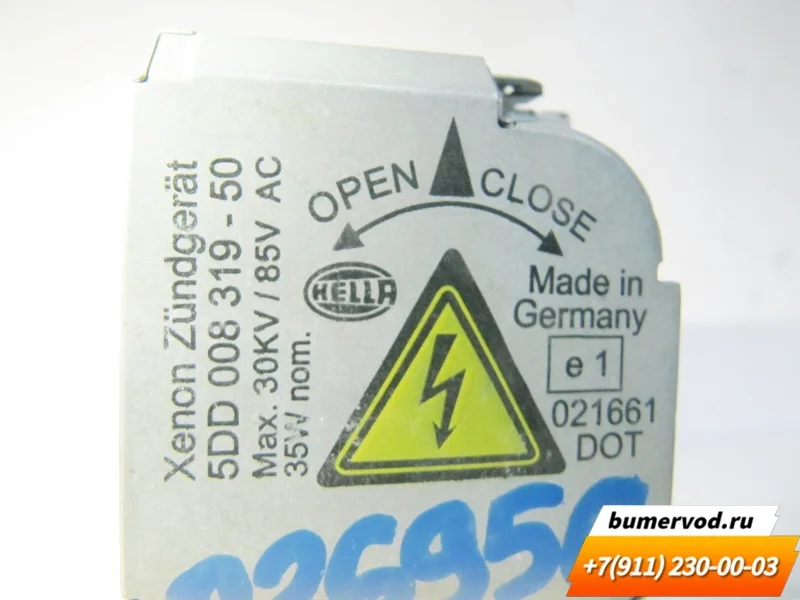 Xenon Zündgerät
5DD 008 319 - 50
Max. 30KV / 85V AC
35W nom.
OPEN CLOSE
HELLA
Made in
Germany
e 1
021661
DOT
bumervod.ru
+7(911) 230-00-03